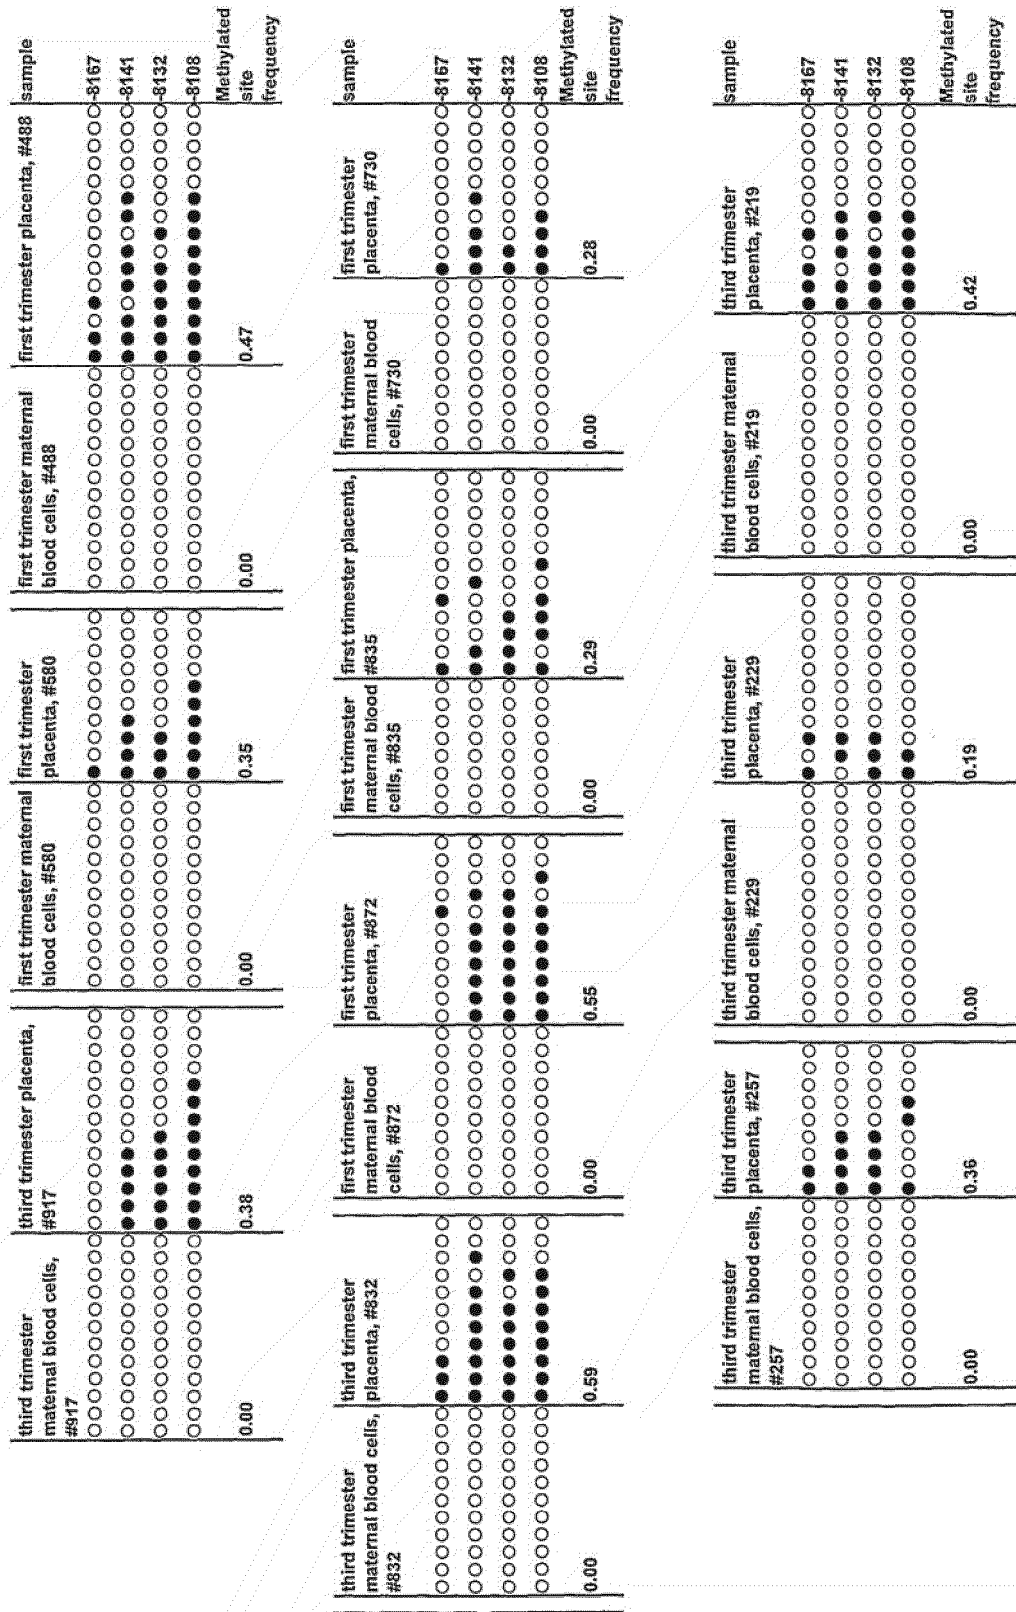 sample
-8167
-8141
-8132
-8108
Methylated
site
frequency
first trimester placenta, #488
0.47
first trimester maternal
blood cells, #488
0.00
first trimester
placenta, #580
0.35
first trimester maternal
blood cells, #580
0.00
third trimester placenta,
#917
0.38
third trimester
maternal blood cells,
#917
0.00
sample
-8167
-8141
-8132
-8108
Methylated
site
frequency
first trimester
placenta, #730
0.28
first trimester
maternal blood
cells, #730
0.00
first trimester placenta,
#835
0.29
first trimester
maternal blood
cells, #835
0.00
first trimester
placenta, #872
0.55
first trimester
maternal blood
cells, #872
0.00
third trimester
placenta, #832
0.59
third trimester
maternal blood cells,
#832
0.00
sample
-8167
-8141
-8132
-8108
Methylated
site
frequency
third trimester
placenta, #219
0.42
third trimester maternal
blood cells, #219
0.00
third trimester
placenta, #229
0.19
third trimester maternal
blood cells, #229
0.00
third trimester
placenta, #257
0.36
third trimester
maternal blood cells,
#257
0.00